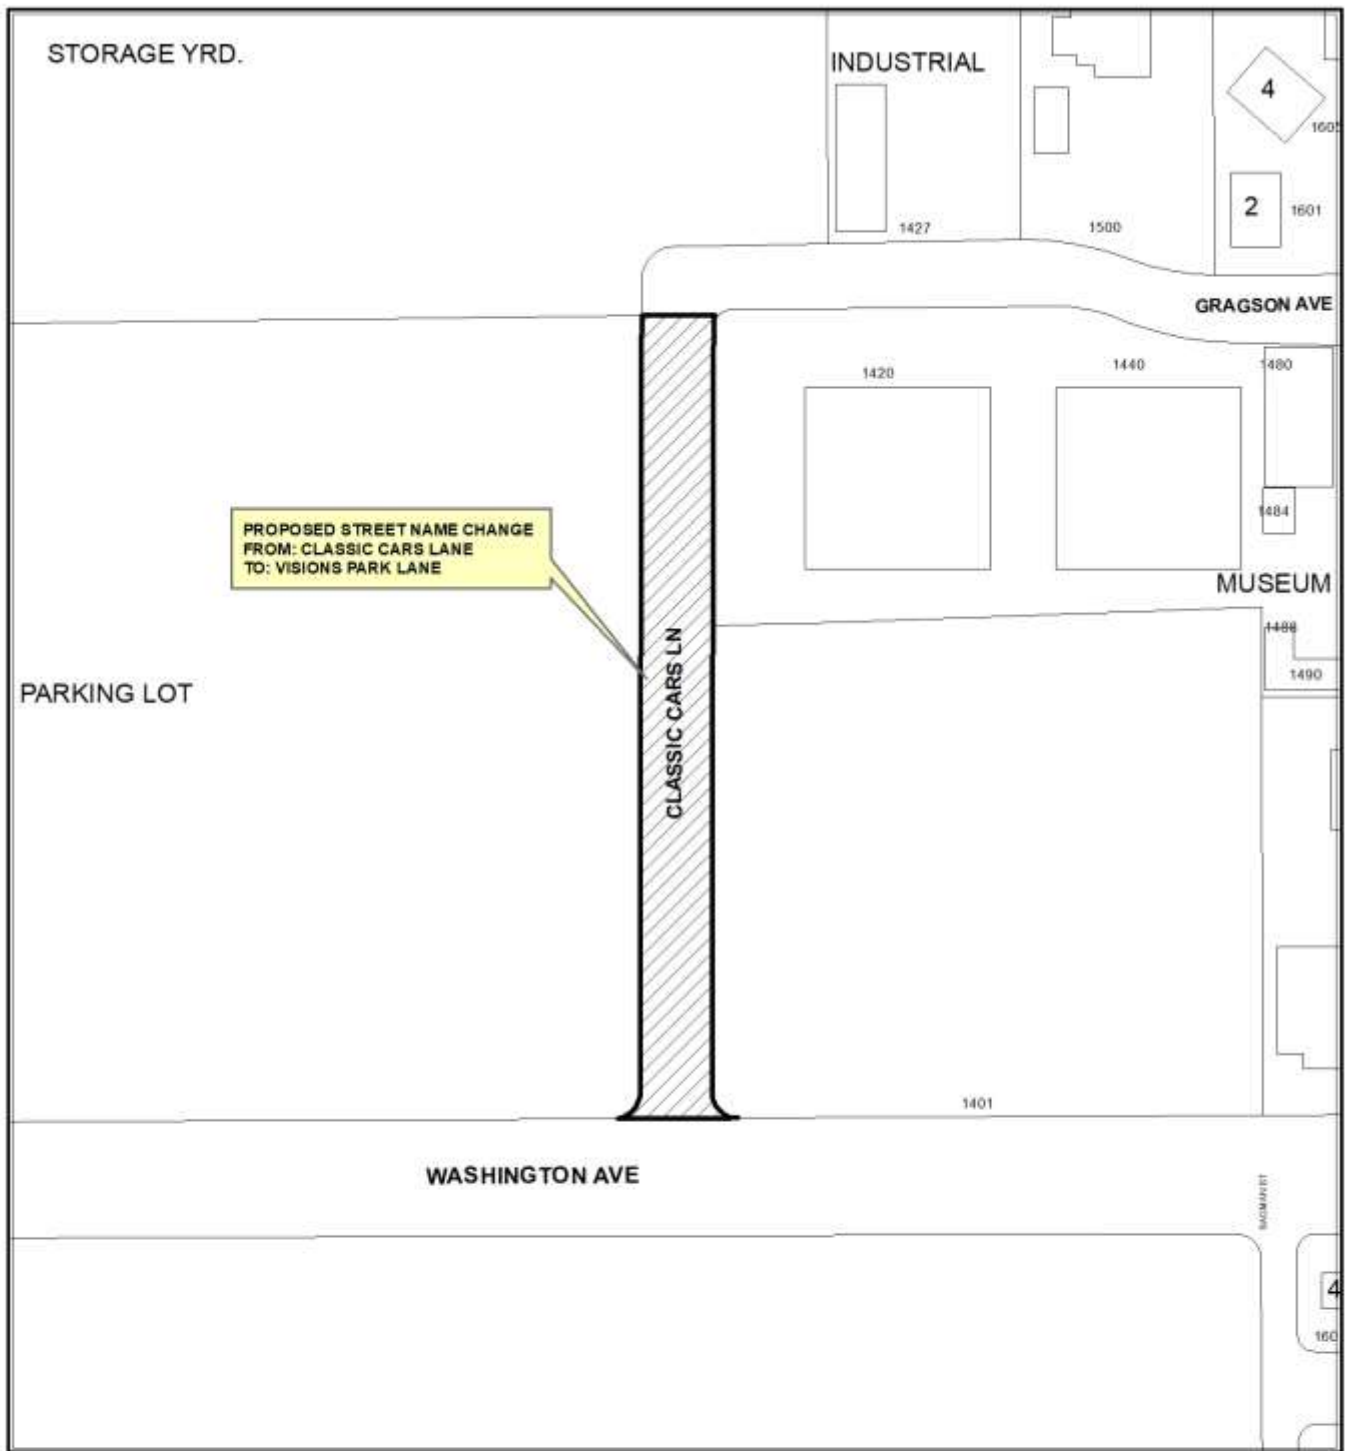 STORAGE YRD.
INDUSTRIAL
4
1605
2
1601
1427
1500
GRAGSON AVE
1420
1440
1480
1484
PROPOSED STREET NAME CHANGE
FROM: CLASSIC CARS LANE
TO: VISIONS PARK LANE
MUSEUM
1488
1490
CLASSIC CARS LN
PARKING LOT
1401
WASHINGTON AVE
4
160